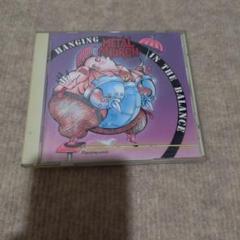 HANGING
METAL
CHURCH
IN THE BALANCE